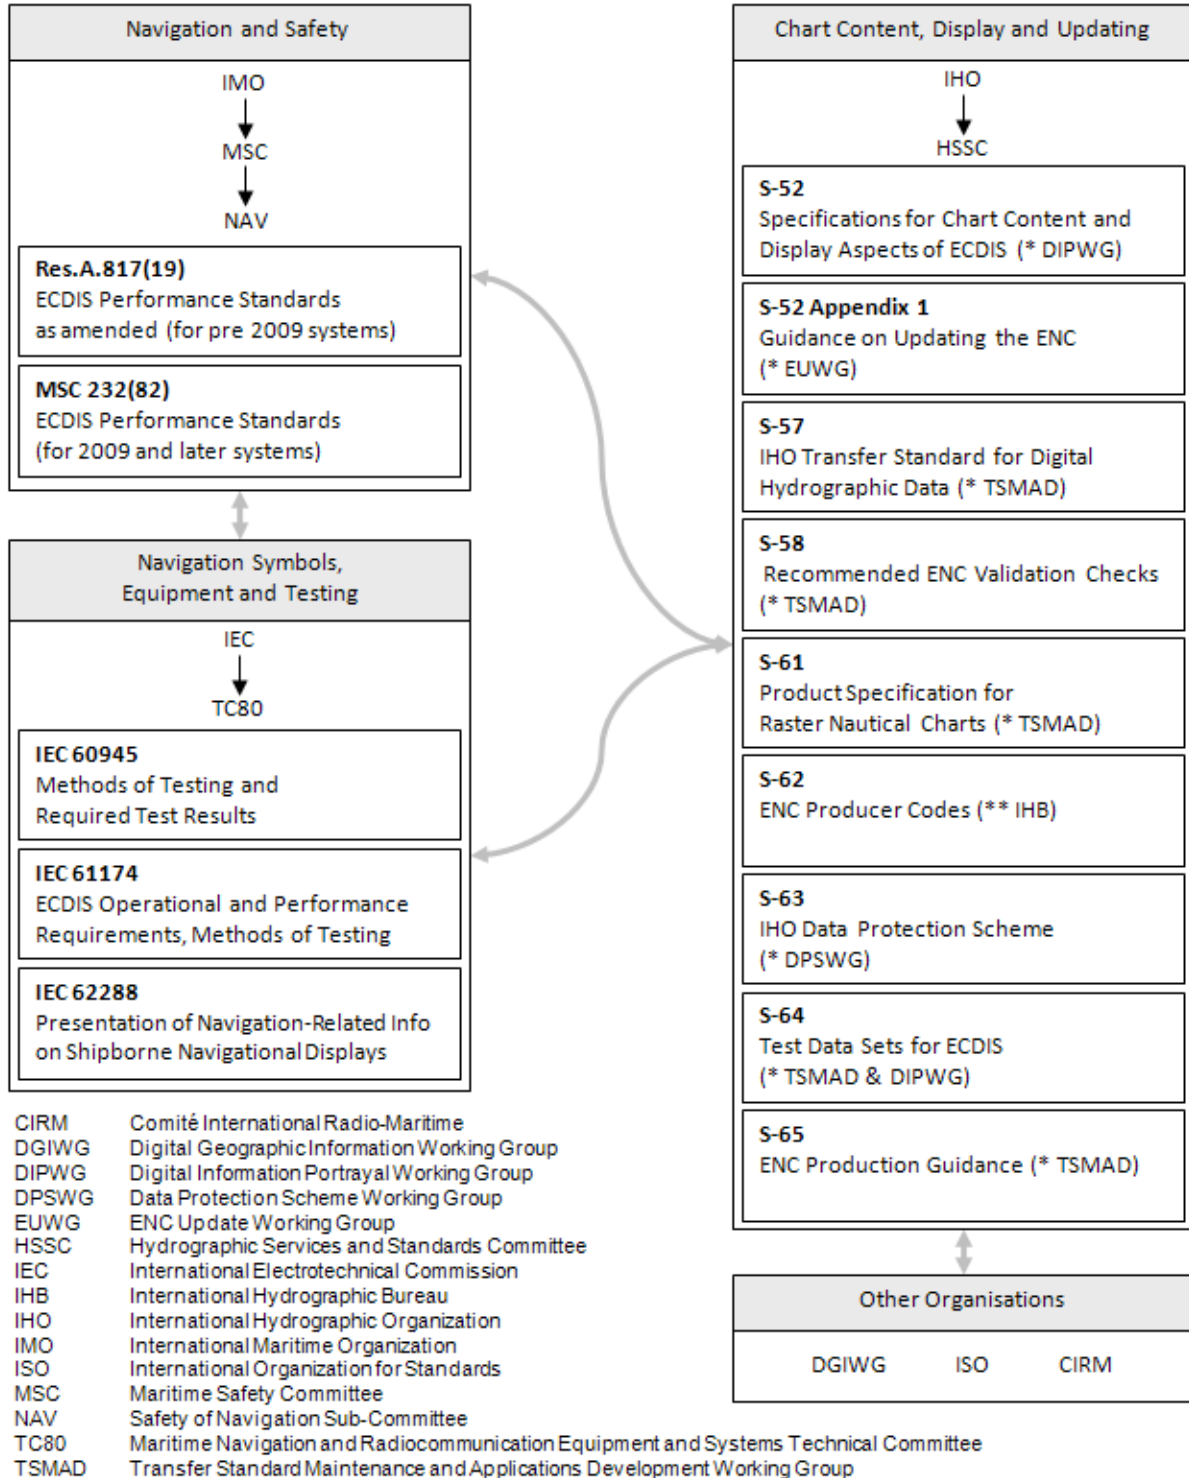 Navigation and Safety
IMO
MSC
NAV
Res.A.817(19)
ECDIS Performance Standards
as amended (for pre 2009 systems)
MSC 232(82)
ECDIS Performance Standards
(for 2009 and later systems)
Navigation Symbols,
Equipment and Testing
IEC
TC80
IEC 60945
Methods of Testing and
Required Test Results
IEC 61174
ECDIS Operational and Performance
Requirements, Methods of Testing
IEC 62288
Presentation of Navigation-Related Info
on Shipborne Navigational Displays
Chart Content, Display and Updating
IHO
HSSC
S-52
Specifications for Chart Content and
Display Aspects of ECDIS (* DIPWG)
S-52 Appendix 1
Guidance on Updating the ENC
(* EUWG)
S-57
IHO Transfer Standard for Digital
Hydrographic Data (* TSMAD)
S-58
Recommended ENC Validation Checks
(* TSMAD)
S-61
Product Specification for
Raster Nautical Charts (* TSMAD)
S-62
ENC Producer Codes (** IHB)
S-63
IHO Data Protection Scheme
(* DPSWG)
S-64
Test Data Sets for ECDIS
(* TSMAD & DIPWG)
S-65
ENC Production Guidance (* TSMAD)
Other Organisations
DGIWG ISO CIRM
CIRM Comité International Radio-Maritime
DGIWG Digital Geographic Information Working Group
DIPWG Digital Information Portrayal Working Group
DPSWG Data Protection Scheme Working Group
EUWG ENC Update Working Group
HSSC Hydrographic Services and Standards Committee
IEC International Electrotechnical Commission
IHB International Hydrographic Bureau
IHO International Hydrographic Organization
IMO International Maritime Organization
ISO International Organization for Standards
MSC Maritime Safety Committee
NAV Safety of Navigation Sub-Committee
TC80 Maritime Navigation and Radiocommunication Equipment and Systems Technical Committee
TSMAD Transfer Standard Maintenance and Applications Development Working Group